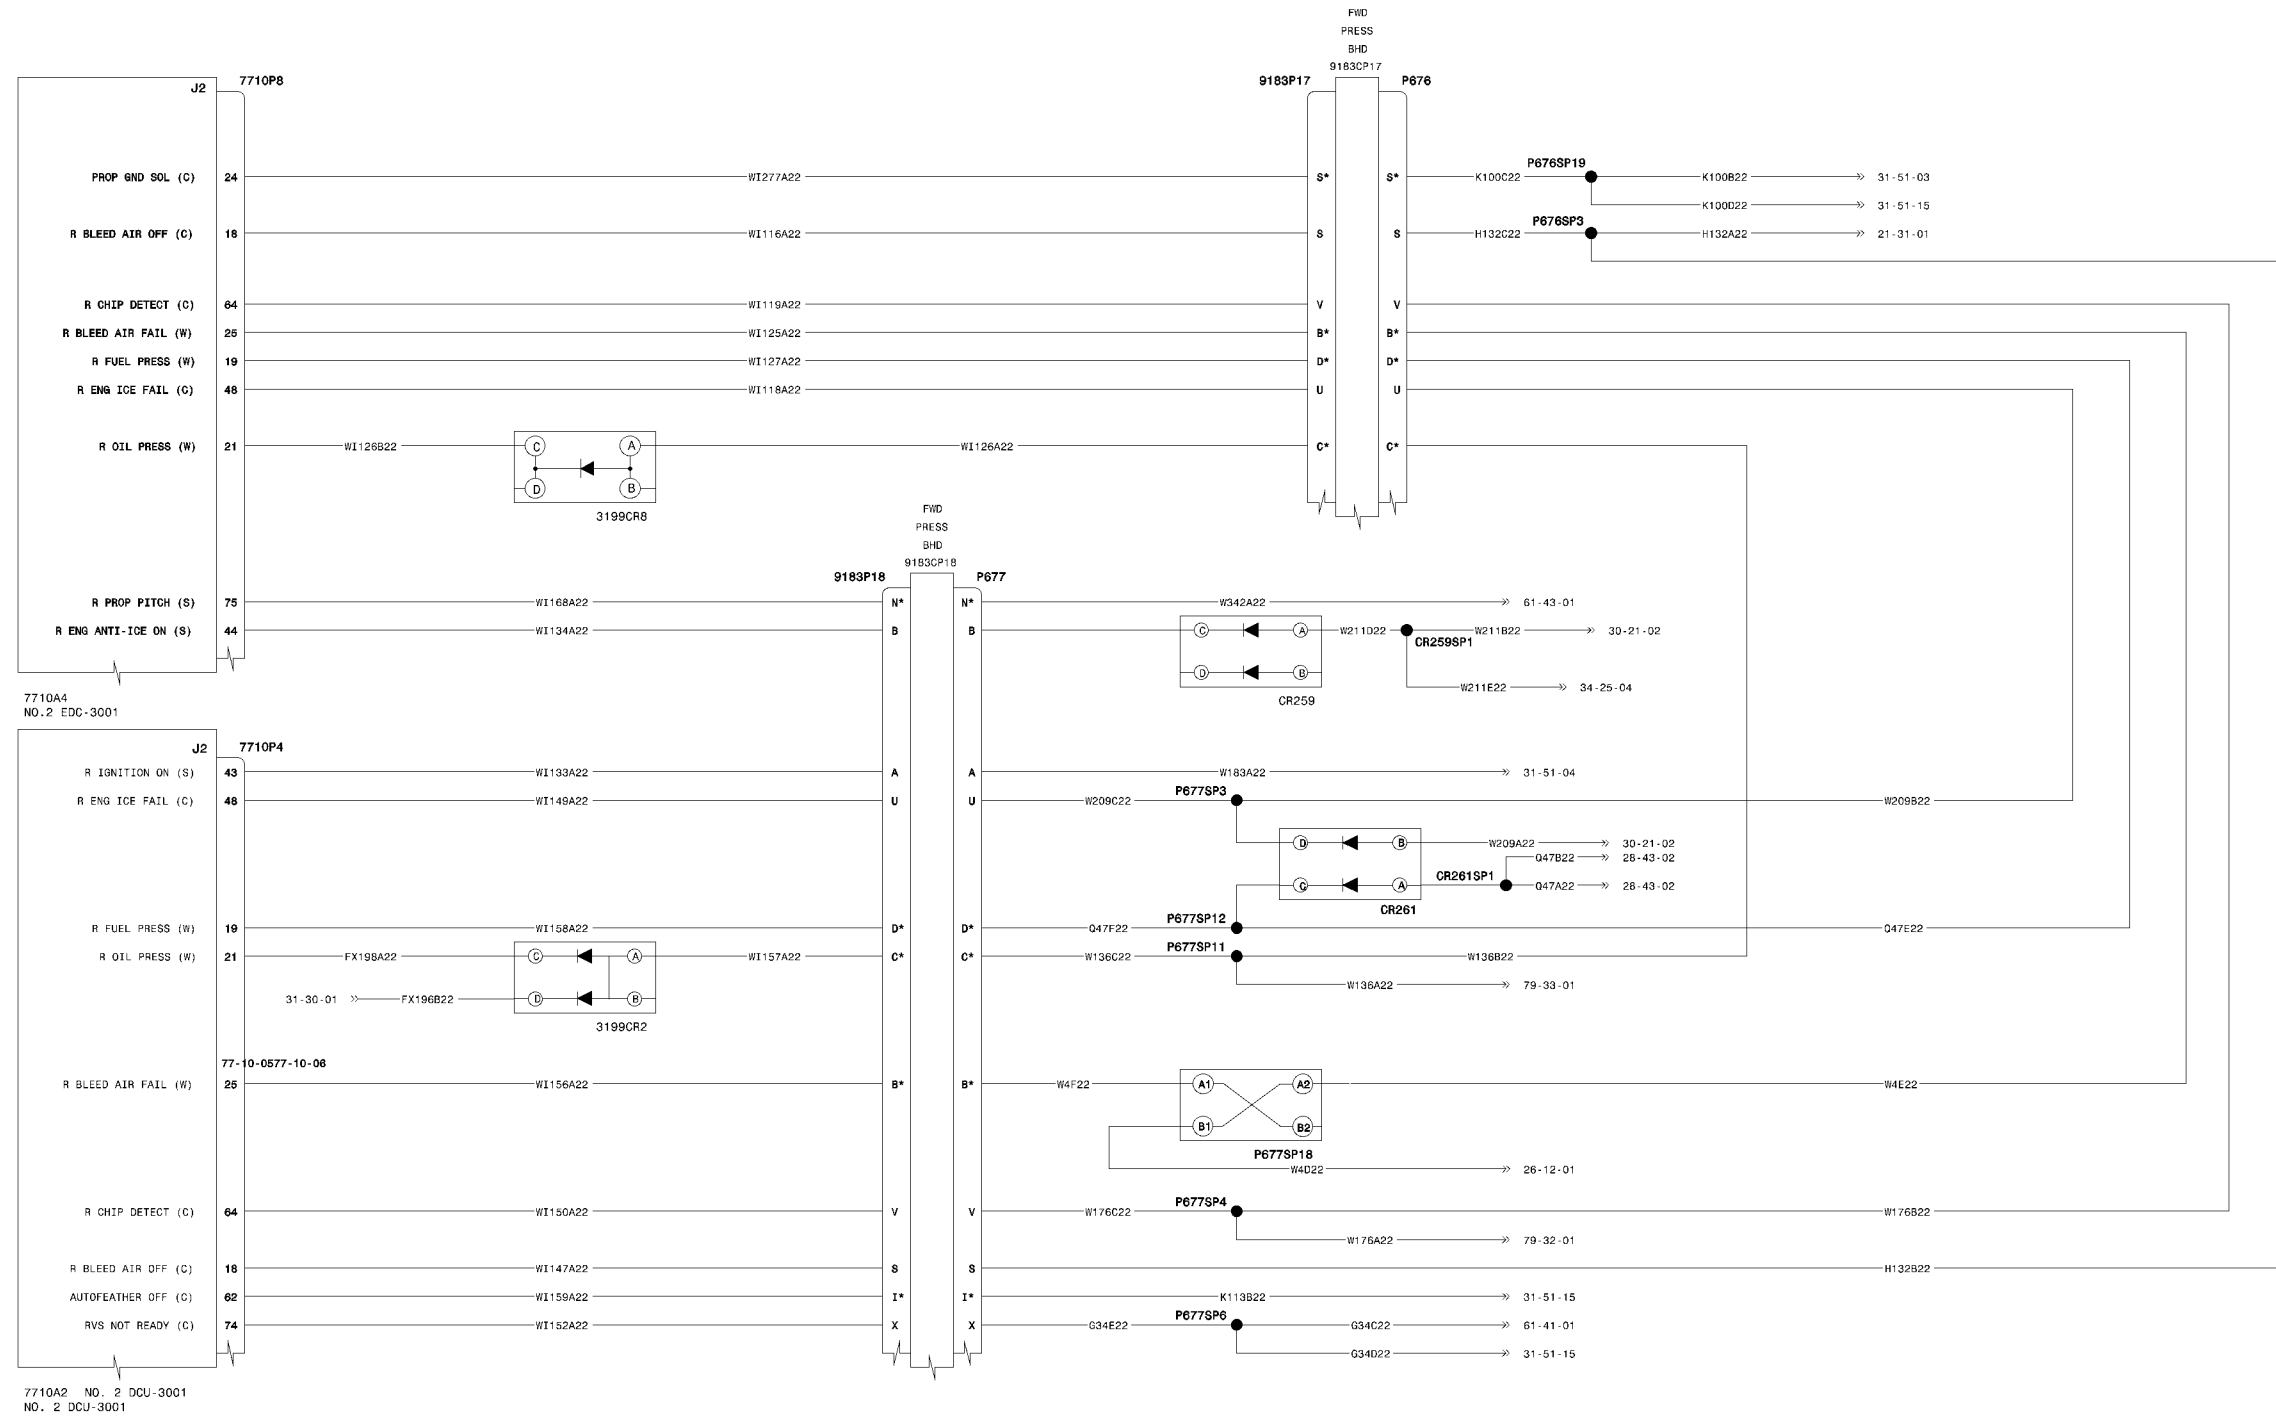 FWD
PRESS
BHD
9183CP17
9183P17 P676
J2 7710P8
PROP GND SOL (C) 24 WI277A22 S* S* K100C22 P676SP19 K100B22 31-51-03
K100D22 31-51-15
R BLEED AIR OFF (C) 18 WI116A22 S S H132C22 P676SP3 H132A22 21-31-01
R CHIP DETECT (C) 64 WI119A22 V V
R BLEED AIR FAIL (W) 25 WI125A22 B* B*
R FUEL PRESS (W) 19 WI127A22 D* D*
R ENG ICE FAIL (C) 48 WI118A22 U U
R OIL PRESS (W) 21 WI126B22 C A WI126A22 C* C*
D B
3199CR8
FWD
PRESS
BHD
9183CP18
9183P18 P677
R PROP PITCH (S) 75 WI168A22 N* N* W342A22 61-43-01
R ENG ANTI-ICE ON (S) 44 WI134A22 B B C A W211D22 W211B22 30-21-02
CR259SP1
D B
W211E22 34-25-04
CR259
7710A4
NO.2 EDC-3001
J2 7710P4
R IGNITION ON (S) 43 WI133A22 A A W183A22 31-51-04
R ENG ICE FAIL (C) 48 WI149A22 U U W209C22 P677SP3 W209B22
D B W209A22 30-21-02
Q47B22 28-43-02
C A CR261SP1 Q47A22 28-43-02
CR261
R FUEL PRESS (W) 19 WI158A22 D* D* Q47F22 P677SP12 Q47E22
R OIL PRESS (W) 21 FX198A22 C A WI157A22 C* C* W136C22 P677SP11 W136B22
W136A22 79-33-01
31-30-01 FX196B22 D B
3199CR2
77-10-0577-10-06
R BLEED AIR FAIL (W) 25 WI156A22 B* B* W4F22 A1 A2 W4E22
B1 B2
P677SP18
W4D22 26-12-01
R CHIP DETECT (C) 64 WI150A22 V V W176C22 P677SP4 W176B22
W176A22 79-32-01
R BLEED AIR OFF (C) 18 WI147A22 S S H132B22
AUTOFEATHER OFF (C) 62 WI159A22 I* I* K113B22 31-51-15
RVS NOT READY (C) 74 WI152A22 X X G34E22 P677SP6 G34C22 61-41-01
G34D22 31-51-15
7710A2 NO. 2 DCU-3001
NO. 2 DCU-3001